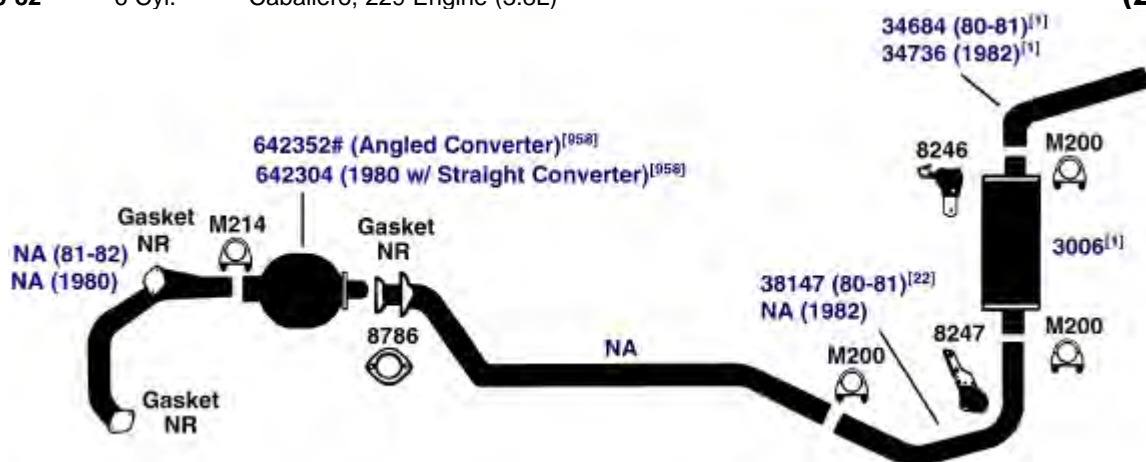 6 Cyl. Caballero, 229 Engine (3.8L)
34684 (80-81)[1]
34736 (1982)[1]
642352# (Angled Converter)[958]
642304 (1980 w/ Straight Converter)[958]
8246
M200
Gasket
NR
M214
Gasket
NR
NA (81-82)
NA (1980)
3006[1]
38147 (80-81)[22]
NA (1982)
8786
NA
M200
8247
M200
Gasket
NR